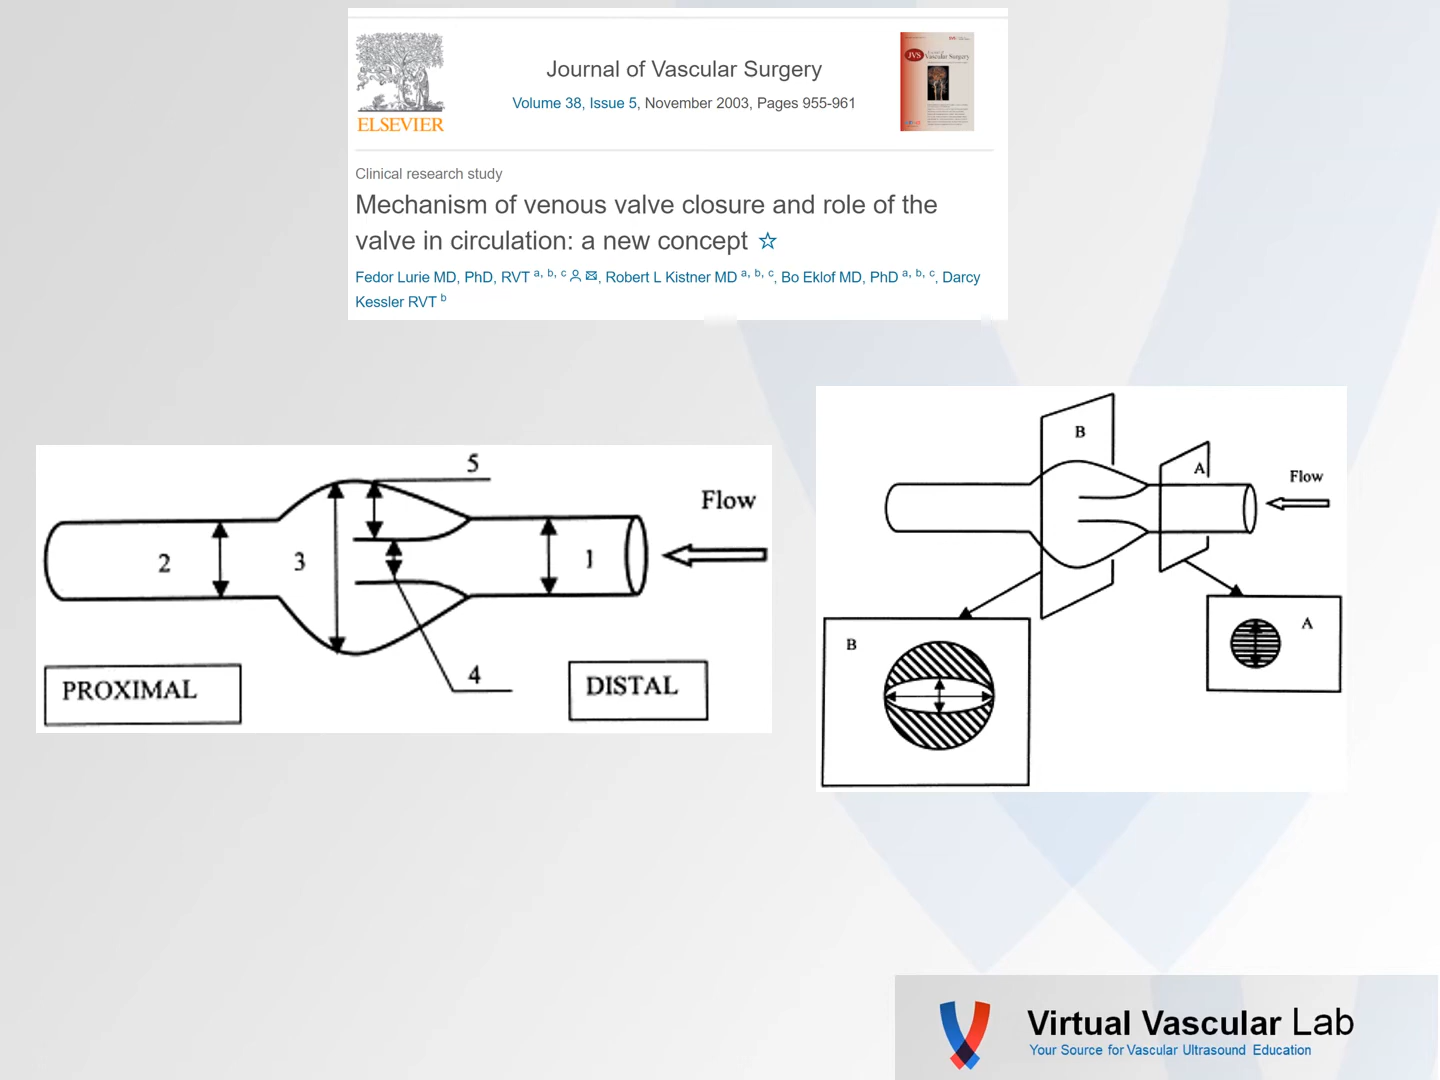 Journal of Vascular Surgery
Volume 38, Issue 5, November 2003, Pages 955-961
JVS
Vascular Surgery
ELSEVIER
Clinical research study
Mechanism of venous valve closure and role of the
valve in circulation: a new concept ☆
Fedor Lurie MD, PhD, RVT a, b, c, Robert L Kistner MD a, b, c, Bo Eklof MD, PhD a, b, c, Darcy
Kessler RVT b
5
Flow
2
3
1
4
PROXIMAL
DISTAL
B
A
Flow
B
A
Virtual Vascular Lab
Your Source for Vascular Ultrasound Education